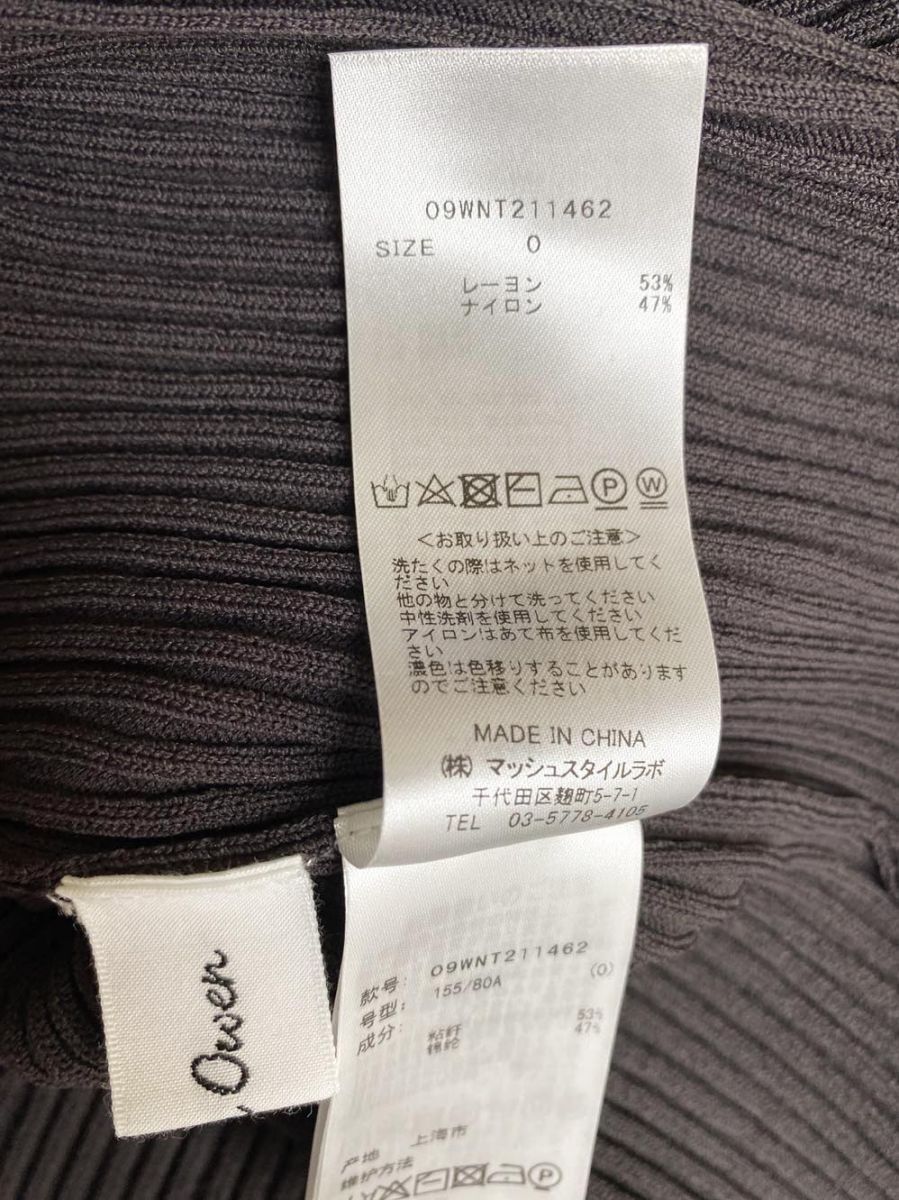 09WNT211462
SIZE 0
レーヨン 53%
ナイロン 47%
P W
<お取り扱い上のご注意>
洗たくの際はネットを使用してく
ださい
他の物と分けて洗ってください
中性洗剤を使用してください
アイロンはあて布を使用してくだ
さい
濃色は色移りすることがあります
のでご注意ください
MADE IN CHINA
(株) マッシュスタイルラボ
千代田区麹町5-7-1
TEL 03-5778-4105
Owen
款号: 09WNT211462
号型: 155/80A (0)
成分: 粘纤 53%
锦纶 47%
产地 上海市
维护方法
P